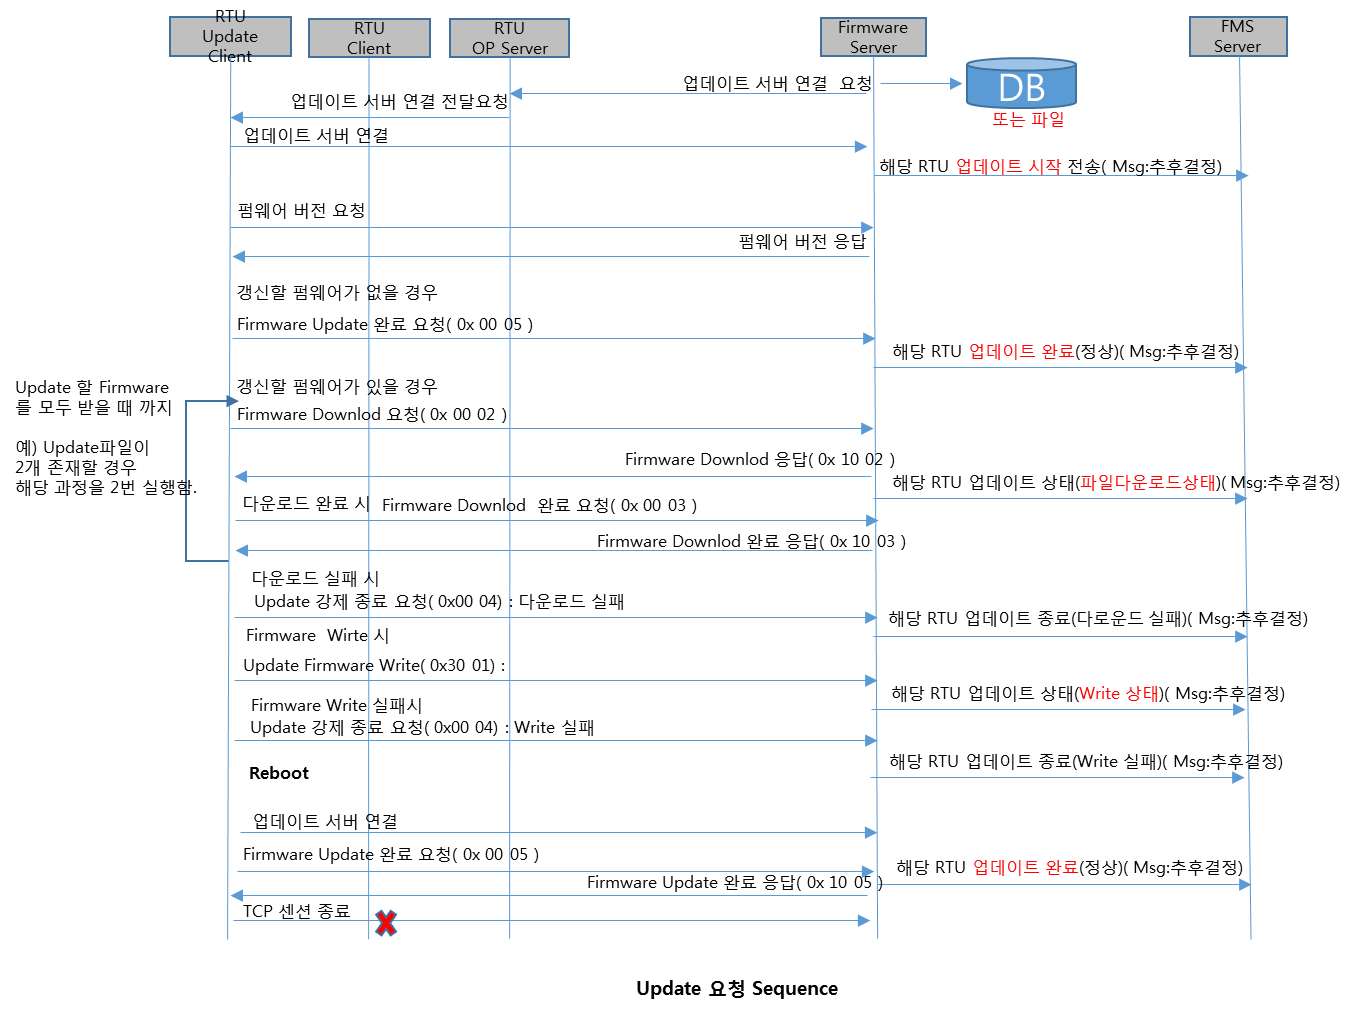 RTU
Update
Client
RTU
Client
RTU
OP Server
Firmware
Server
FMS
Server
DB
또는 파일
업데이트 서버 연결 요청
업데이트 서버 연결 전달요청
업데이트 서버 연결
해당 RTU 업데이트 시작 전송( Msg:추후결정)
펌웨어 버전 요청
펌웨어 버전 응답
갱신할 펌웨어가 없을 경우
Firmware Update 완료 요청( 0x 00 05 )
해당 RTU 업데이트 완료(정상)( Msg:추후결정)
Update 할 Firmware
를 모두 받을 때 까지
예) Update파일이
2개 존재할 경우
해당 과정을 2번 실행함.
갱신할 펌웨어가 있을 경우
Firmware Downlod 요청( 0x 00 02 )
Firmware Downlod 응답( 0x 10 02 )
해당 RTU 업데이트 상태(파일다운로드상태)( Msg:추후결정)
다운로드 완료 시 Firmware Downlod 완료 요청( 0x 00 03 )
Firmware Downlod 완료 응답( 0x 10 03 )
다운로드 실패 시
Update 강제 종료 요청( 0x00 04) : 다운로드 실패
해당 RTU 업데이트 종료(다로운드 실패)( Msg:추후결정)
Firmware Wirte 시
Update Firmware Write( 0x30 01) :
해당 RTU 업데이트 상태(Write 상태)( Msg:추후결정)
Firmware Write 실패시
Update 강제 종료 요청( 0x00 04) : Write 실패
해당 RTU 업데이트 종료(Write 실패)( Msg:추후결정)
Reboot
업데이트 서버 연결
Firmware Update 완료 요청( 0x 00 05 )
해당 RTU 업데이트 완료(정상)( Msg:추후결정)
Firmware Update 완료 응답( 0x 10 05 )
TCP 센션 종료
Update 요청 Sequence